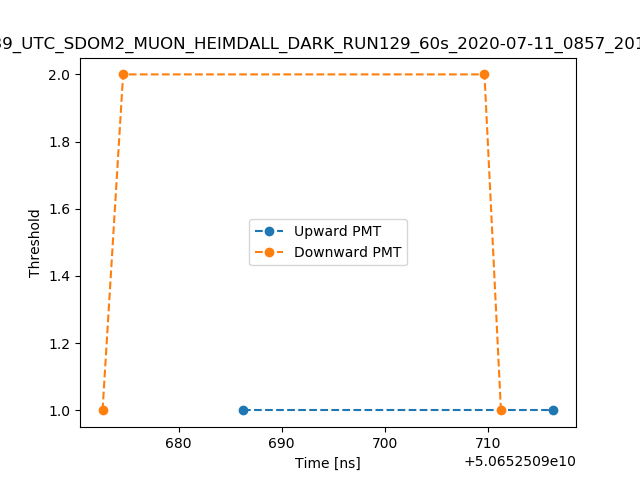 39_UTC_SDOM2_MUON_HEIMDALL_DARK_RUN129_60s_2020-07-11_0857_201
2.0
1.8
1.6
1.4
1.2
1.0
Threshold
Upward PMT
Downward PMT
680
690
700
710
Time [ns]
+5.0652509e10